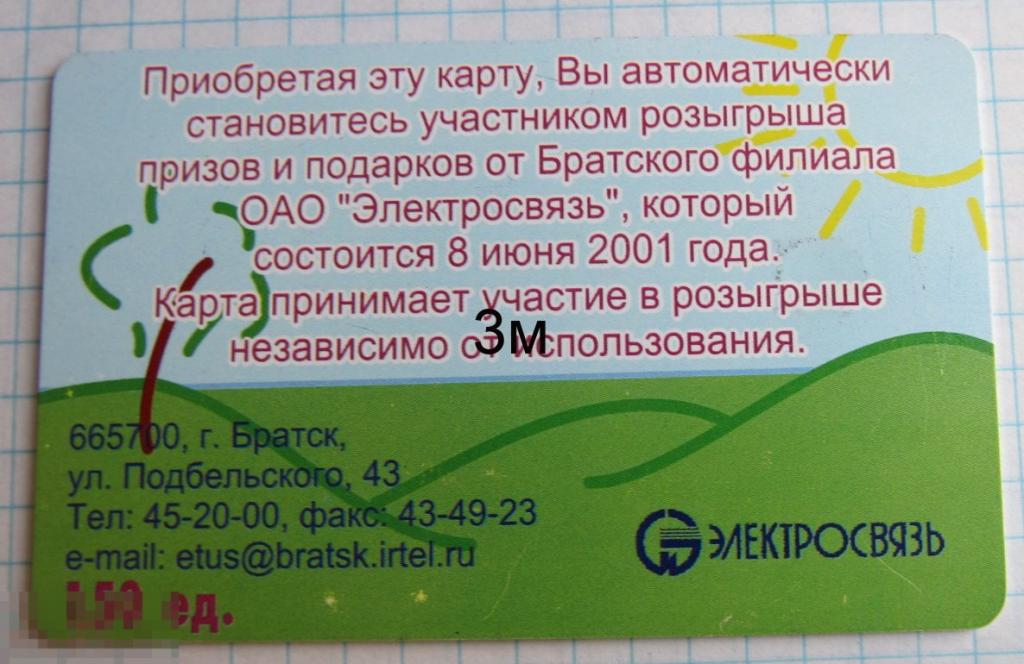 Приобретая эту карту, Вы автоматически
становитесь участником розыгрыша
призов и подарков от Братского филиала
ОАО "Электросвязь", который
состоится 8 июня 2001 года.
Карта принимает участие в розыгрыше
независимо от использования.
3м
665700, г. Братск,
ул. Подбельского, 43
Тел: 45-20-00, факс: 43-49-23
e-mail: etus@bratsk.irtel.ru
ЭЛЕКТРОСВЯЗЬ
ед.